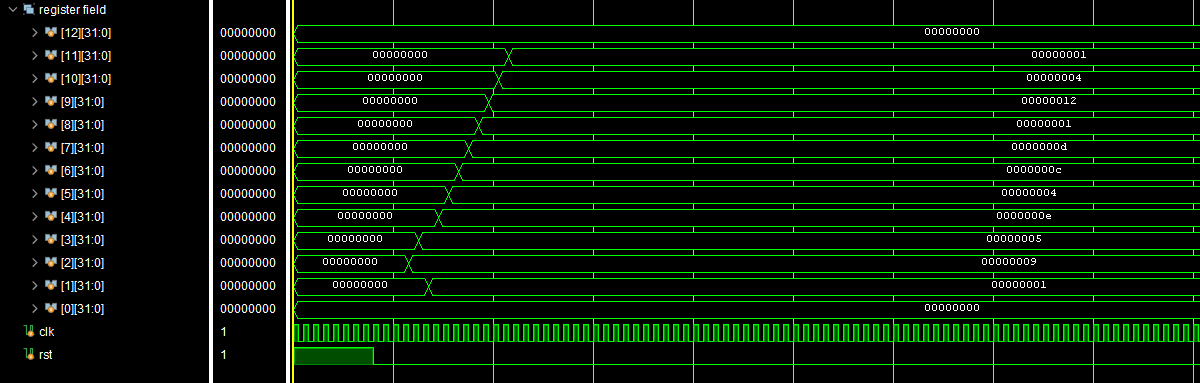 register field
[12][31:0] 00000000 00000000
[11][31:0] 00000000 00000000 00000001
[10][31:0] 00000000 00000000 00000004
[9][31:0] 00000000 00000000 00000012
[8][31:0] 00000000 00000000 00000001
[7][31:0] 00000000 00000000 0000000d
[6][31:0] 00000000 00000000 0000000c
[5][31:0] 00000000 00000000 00000004
[4][31:0] 00000000 00000000 0000000e
[3][31:0] 00000000 00000000 00000005
[2][31:0] 00000000 00000000 00000009
[1][31:0] 00000000 00000000 00000001
[0][31:0] 00000000 00000000
clk 1
rst 1